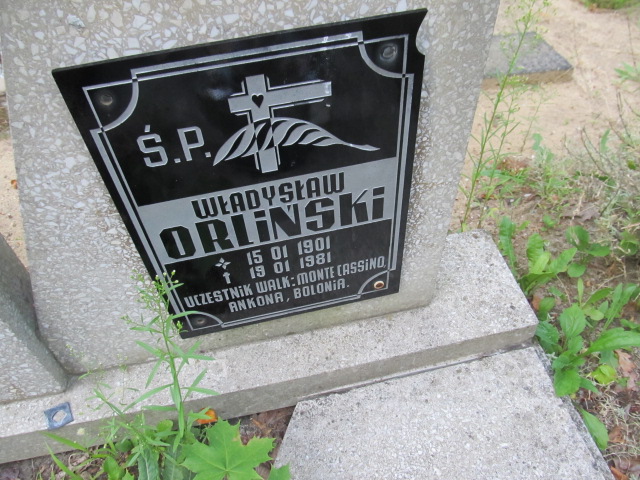 Ś.P.
WŁADYSŁAW
ORLIŃSKI
15 01 1901
19 01 1981
UCZESTNIK WALK: MONTE CASSINO,
ANKONA, BOLONIA.